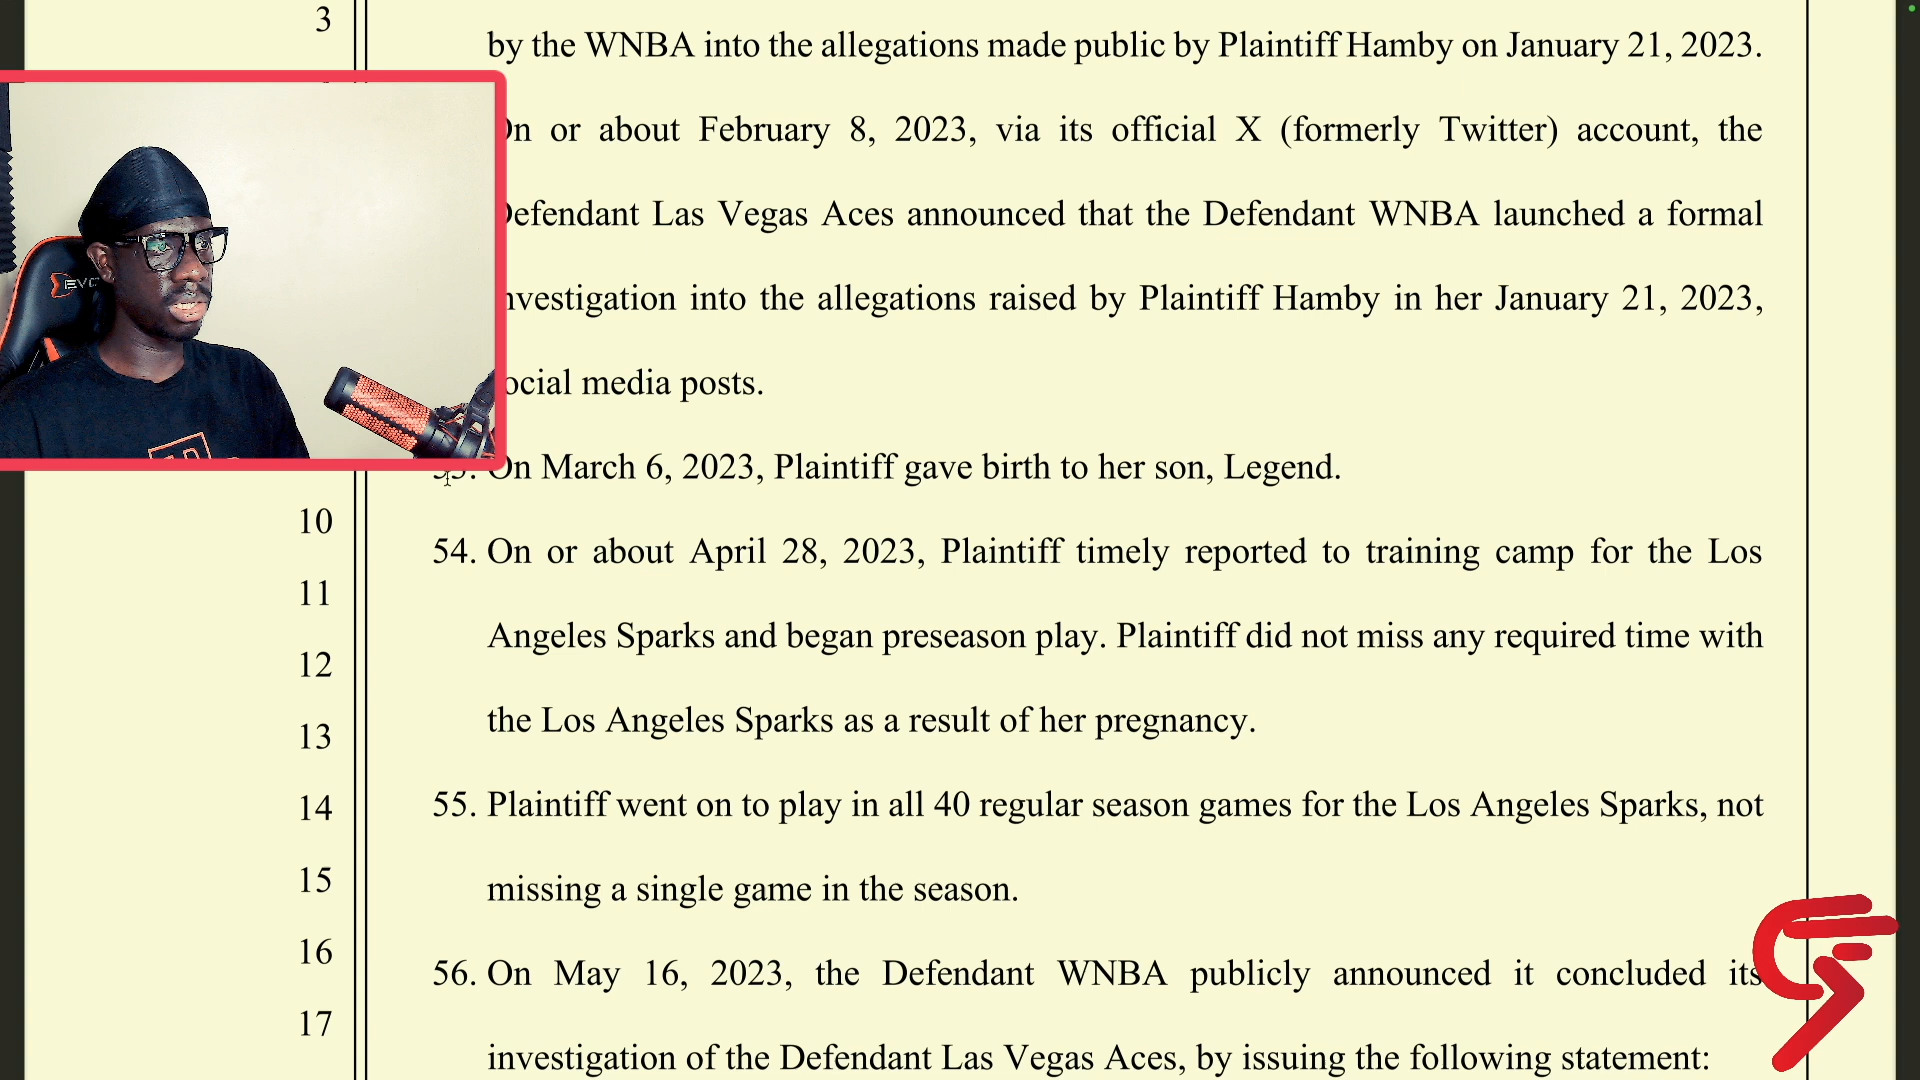 3
by the WNBA into the allegations made public by Plaintiff Hamby on January 21, 2023.
On or about February 8, 2023, via its official X (formerly Twitter) account, the
Defendant Las Vegas Aces announced that the Defendant WNBA launched a formal
investigation into the allegations raised by Plaintiff Hamby in her January 21, 2023,
social media posts.
53. On March 6, 2023, Plaintiff gave birth to her son, Legend.
10
54. On or about April 28, 2023, Plaintiff timely reported to training camp for the Los
11
Angeles Sparks and began preseason play. Plaintiff did not miss any required time with
12
the Los Angeles Sparks as a result of her pregnancy.
13
55. Plaintiff went on to play in all 40 regular season games for the Los Angeles Sparks, not
14
missing a single game in the season.
15
56. On May 16, 2023, the Defendant WNBA publicly announced it concluded its
16
investigation of the Defendant Las Vegas Aces, by issuing the following statement:
17